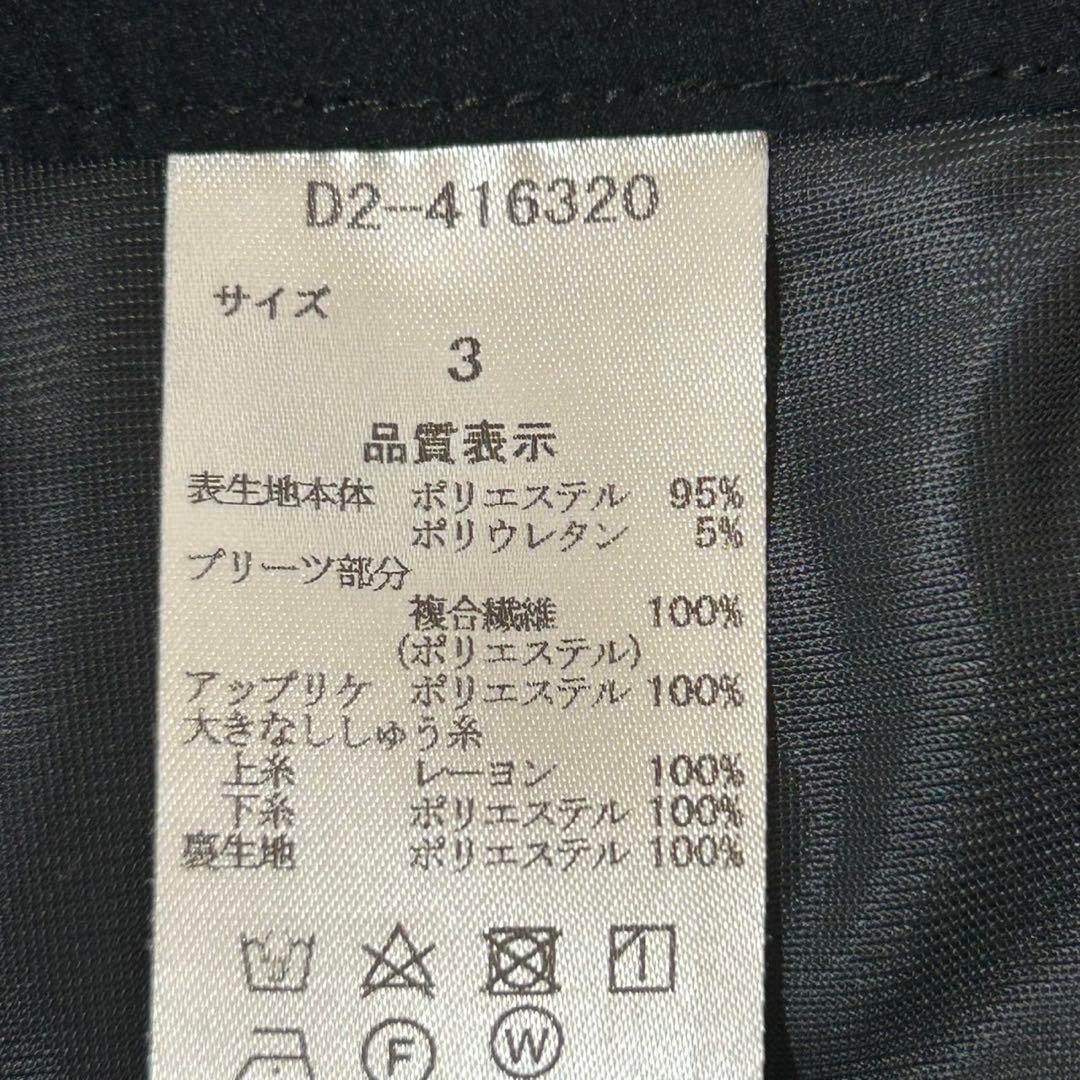 D2-416320
サイズ
3
品質表示
表生地本体 ポリエステル 95%
ポリウレタン 5%
プリーツ部分
複合繊維 100%
(ポリエステル)
アップリケ ポリエステル 100%
大きなししゅう糸
上糸 レーヨン 100%
下糸 ポリエステル 100%
裏生地 ポリエステル 100%
F W